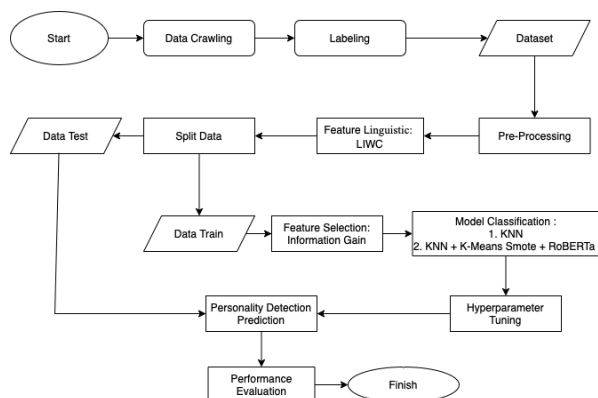 Start
Data Crawling
Labeling
Dataset
Data Test
Split Data
Feature Linguistic:
LIWC
Pre-Processing
Data Train
Feature Selection:
Information Gain
Model Classification :
1. KNN
2. KNN + K-Means Smote + RoBERTa
Personality Detection
Prediction
Hyperparameter
Tuning
Performance
Evaluation
Finish